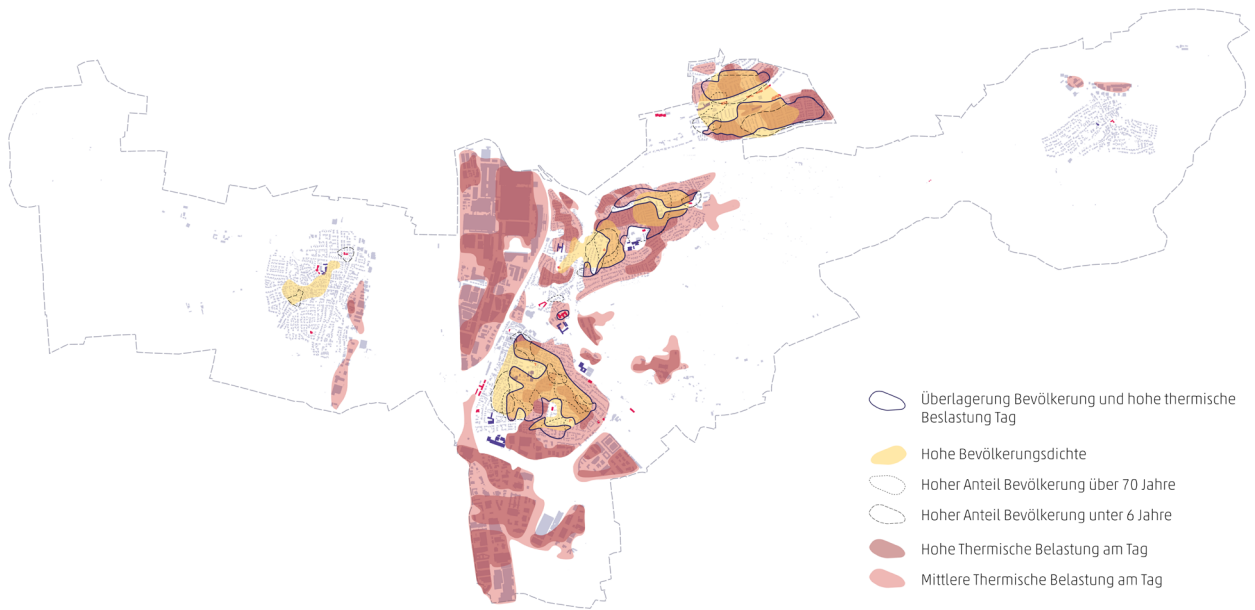 Überlagerung Bevölkerung und hohe thermische
Beslastung Tag
Hohe Bevölkerungsdichte
Hoher Anteil Bevölkerung über 70 Jahre
Hoher Anteil Bevölkerung unter 6 Jahre
Hohe Thermische Belastung am Tag
Mittlere Thermische Belastung am Tag